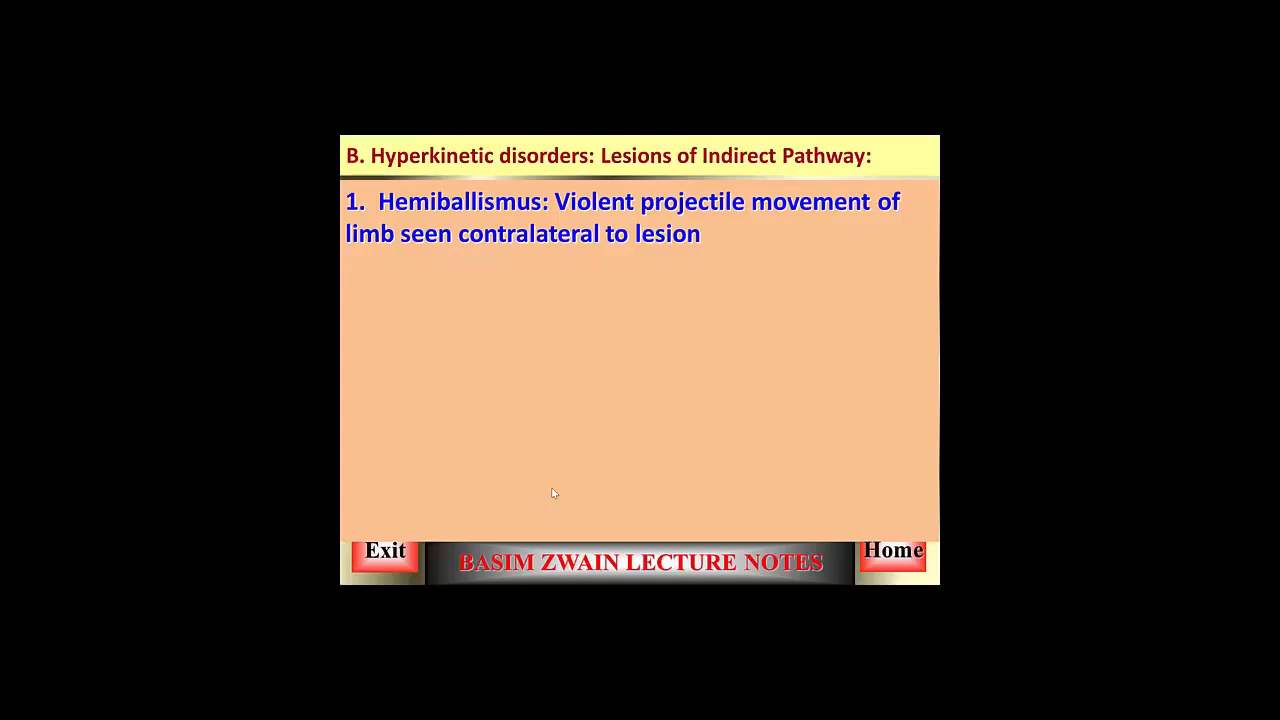 B. Hyperkinetic disorders: Lesions of Indirect Pathway:
1. Hemiballismus: Violent projectile movement of
limb seen contralateral to lesion
Exit
BASIM ZWAIN LECTURE NOTES
Home